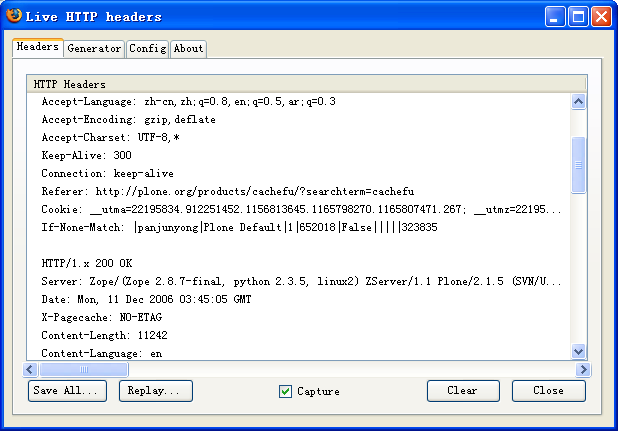 Live HTTP headers
Headers Generator Config About
HTTP Headers
Accept-Language: zh-cn,zh;q=0.8,en;q=0.5,ar;q=0.3
Accept-Encoding: gzip,deflate
Accept-Charset: UTF-8,*
Keep-Alive: 300
Connection: keep-alive
Referer: http://plone.org/products/cachefu/?searchterm=cachefu
Cookie: __utma=22195834.912251452.1156813645.1165798270.1165807471.267; __utmz=22195...
If-None-Match: |panjunyong|Plone Default|1|652018|False|||||323835
HTTP/1.x 200 OK
Server: Zope/(Zope 2.8.7-final, python 2.3.5, linux2) ZServer/1.1 Plone/2.1.5 (SVN/U...
Date: Mon, 11 Dec 2006 03:45:05 GMT
X-Pagecache: NO-ETAG
Content-Length: 11242
Content-Language: en
Save All... Replay... Capture Clear Close